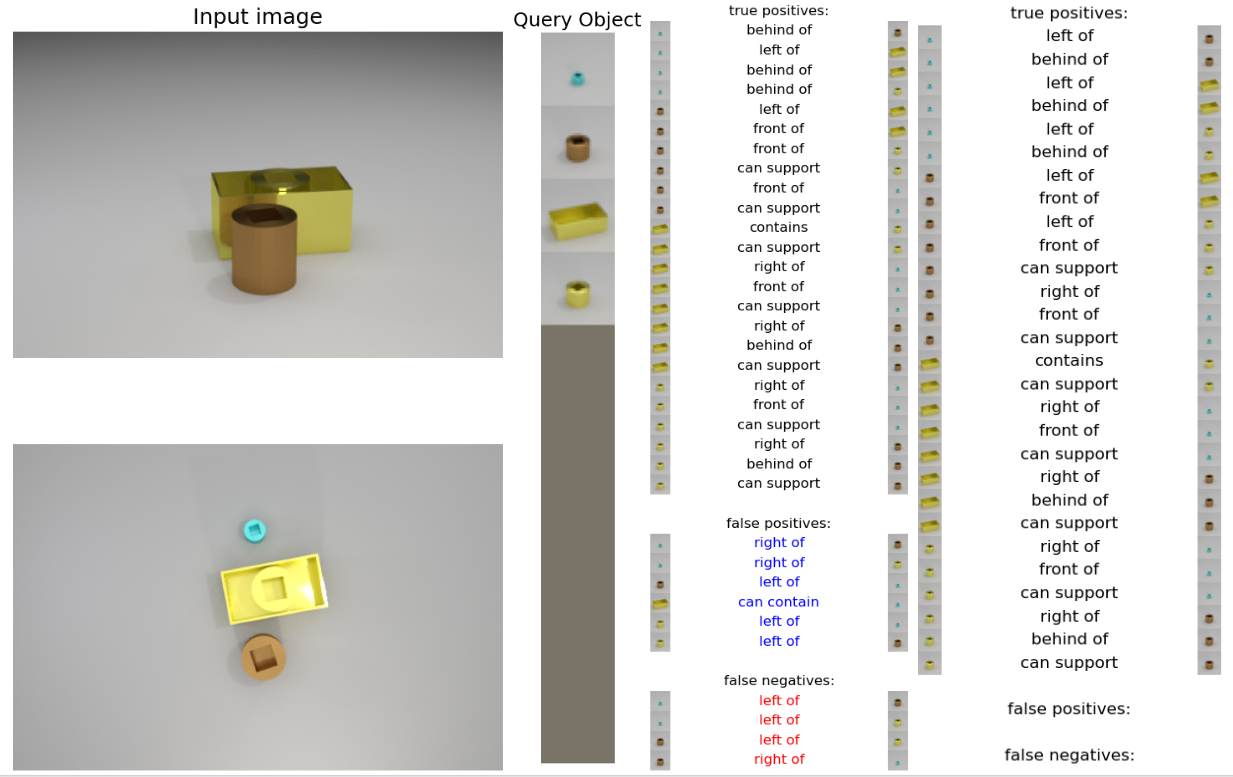 Input image
Query Object
true positives:
behind of
left of
behind of
behind of
left of
front of
front of
can support
front of
can support
contains
can support
right of
front of
can support
right of
behind of
can support
right of
front of
can support
right of
behind of
can support
false positives:
right of
right of
left of
can contain
left of
left of
false negatives:
left of
left of
left of
right of
true positives:
left of
behind of
left of
behind of
left of
behind of
left of
front of
left of
front of
can support
right of
front of
can support
contains
can support
right of
front of
can support
right of
behind of
can support
right of
front of
can support
right of
behind of
can support
false positives:
false negatives: